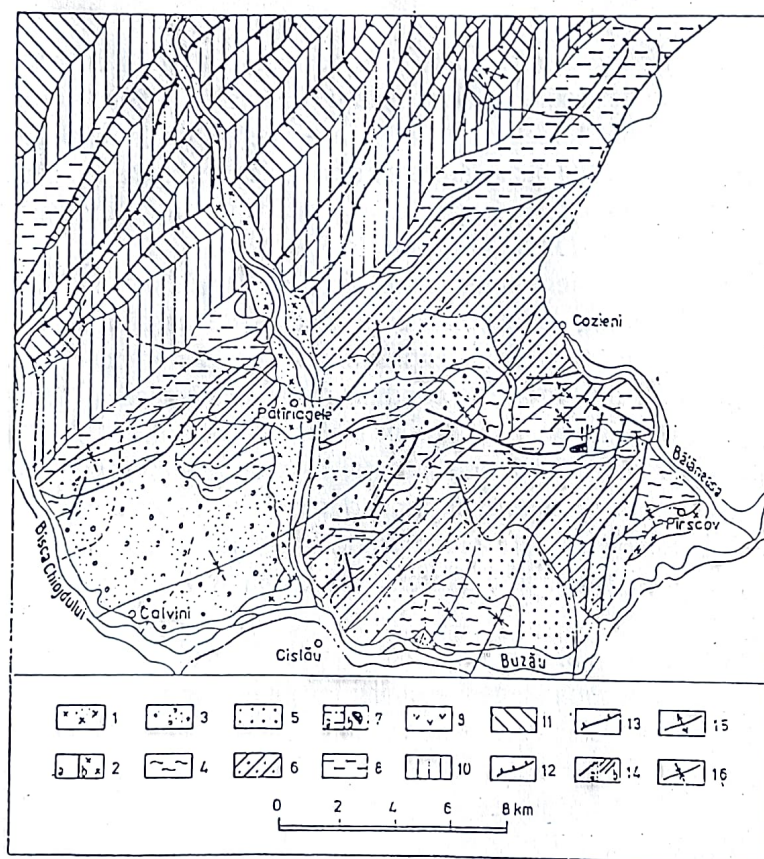 Cozieni
Pătîrlagele
Bălăneasa
Pîrscov
Bîsca Chiojdului
Calvini
Cislău
Buzău
1 3 5 7 9 11 13 15
2 4 6 8 10 12 14 16
0 2 4 6 8 km